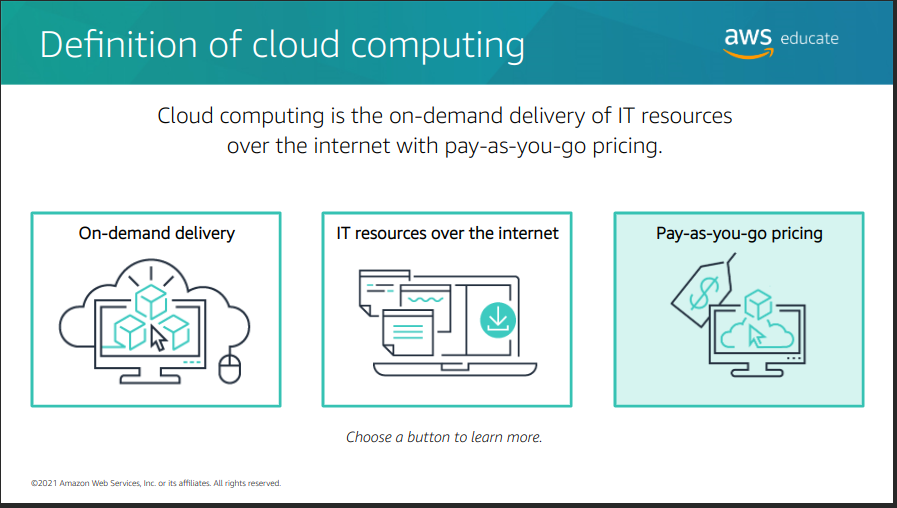 Definition of cloud computing
aws educate
Cloud computing is the on-demand delivery of IT resources
over the internet with pay-as-you-go pricing.
On-demand delivery
IT resources over the internet
Pay-as-you-go pricing
$
Choose a button to learn more.
©2021 Amazon Web Services, Inc. or its affiliates. All rights reserved.